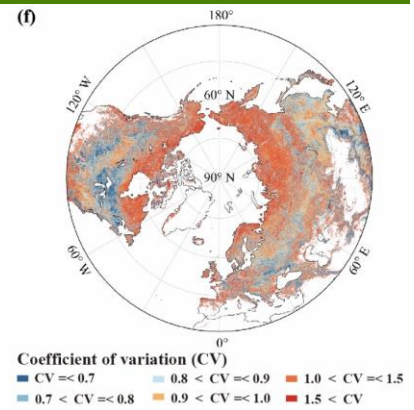 (f)
180°
120° W
60° N
120° E
90° N
60° W
60° E
0°
Coefficient of variation (CV)
CV =< 0.7
0.8 < CV =< 0.9
1.0 < CV =< 1.5
0.7 < CV =< 0.8
0.9 < CV =< 1.0
1.5 < CV